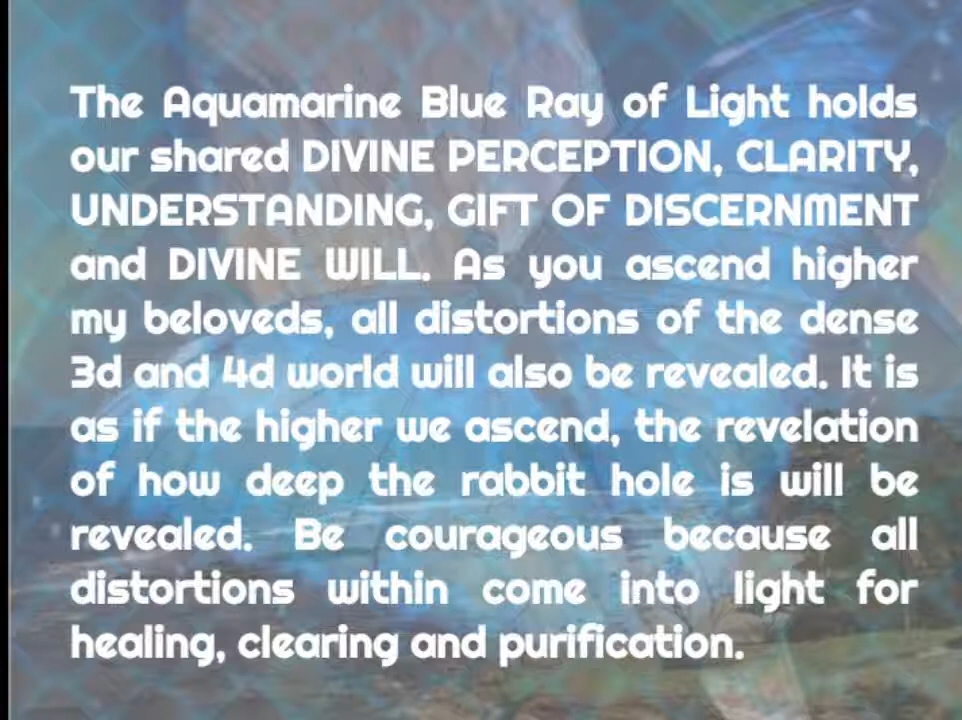 The Aquamarine Blue Ray of Light holds
our shared DIVINE PERCEPTION, CLARITY,
UNDERSTANDING, GIFT OF DISCERNMENT
and DIVINE WILL. As you ascend higher
my beloveds, all distortions of the dense
3d and 4d world will also be revealed. It is
as if the higher we ascend, the revelation
of how deep the rabbit hole is will be
revealed. Be courageous because all
distortions within come into light for
healing, clearing and purification.